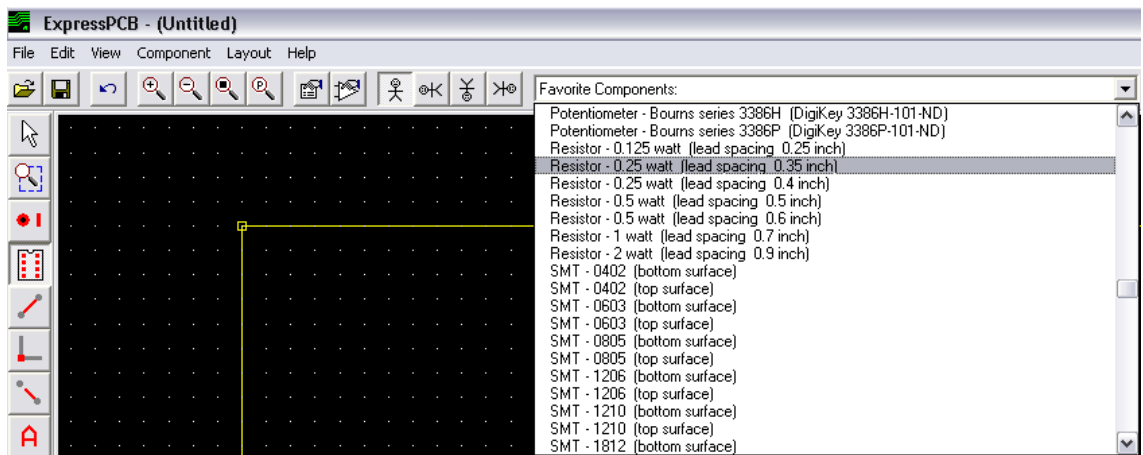 ExpressPCB - (Untitled)
File Edit View Component Layout Help
Favorite Components:
Potentiometer - Bourns series 3386H (DigiKey 3386H-101-ND)
Potentiometer - Bourns series 3386P (DigiKey 3386P-101-ND)
Resistor - 0.125 watt (lead spacing 0.25 inch)
Resistor - 0.25 watt (lead spacing 0.35 inch)
Resistor - 0.25 watt (lead spacing 0.4 inch)
Resistor - 0.5 watt (lead spacing 0.5 inch)
Resistor - 0.5 watt (lead spacing 0.6 inch)
Resistor - 1 watt (lead spacing 0.7 inch)
Resistor - 2 watt (lead spacing 0.9 inch)
SMT - 0402 (bottom surface)
SMT - 0402 (top surface)
SMT - 0603 (bottom surface)
SMT - 0603 (top surface)
SMT - 0805 (bottom surface)
SMT - 0805 (top surface)
SMT - 1206 (bottom surface)
SMT - 1206 (top surface)
SMT - 1210 (bottom surface)
SMT - 1210 (top surface)
SMT - 1812 (bottom surface)